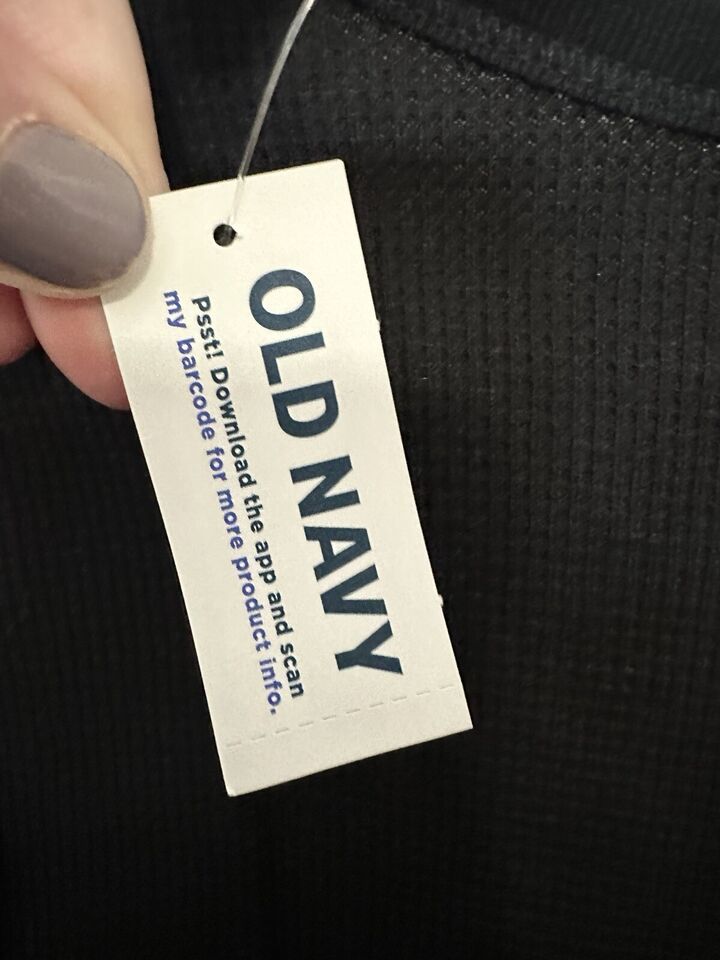 OLD NAVY
Psst! Download the app and scan
my barcode for more product info.